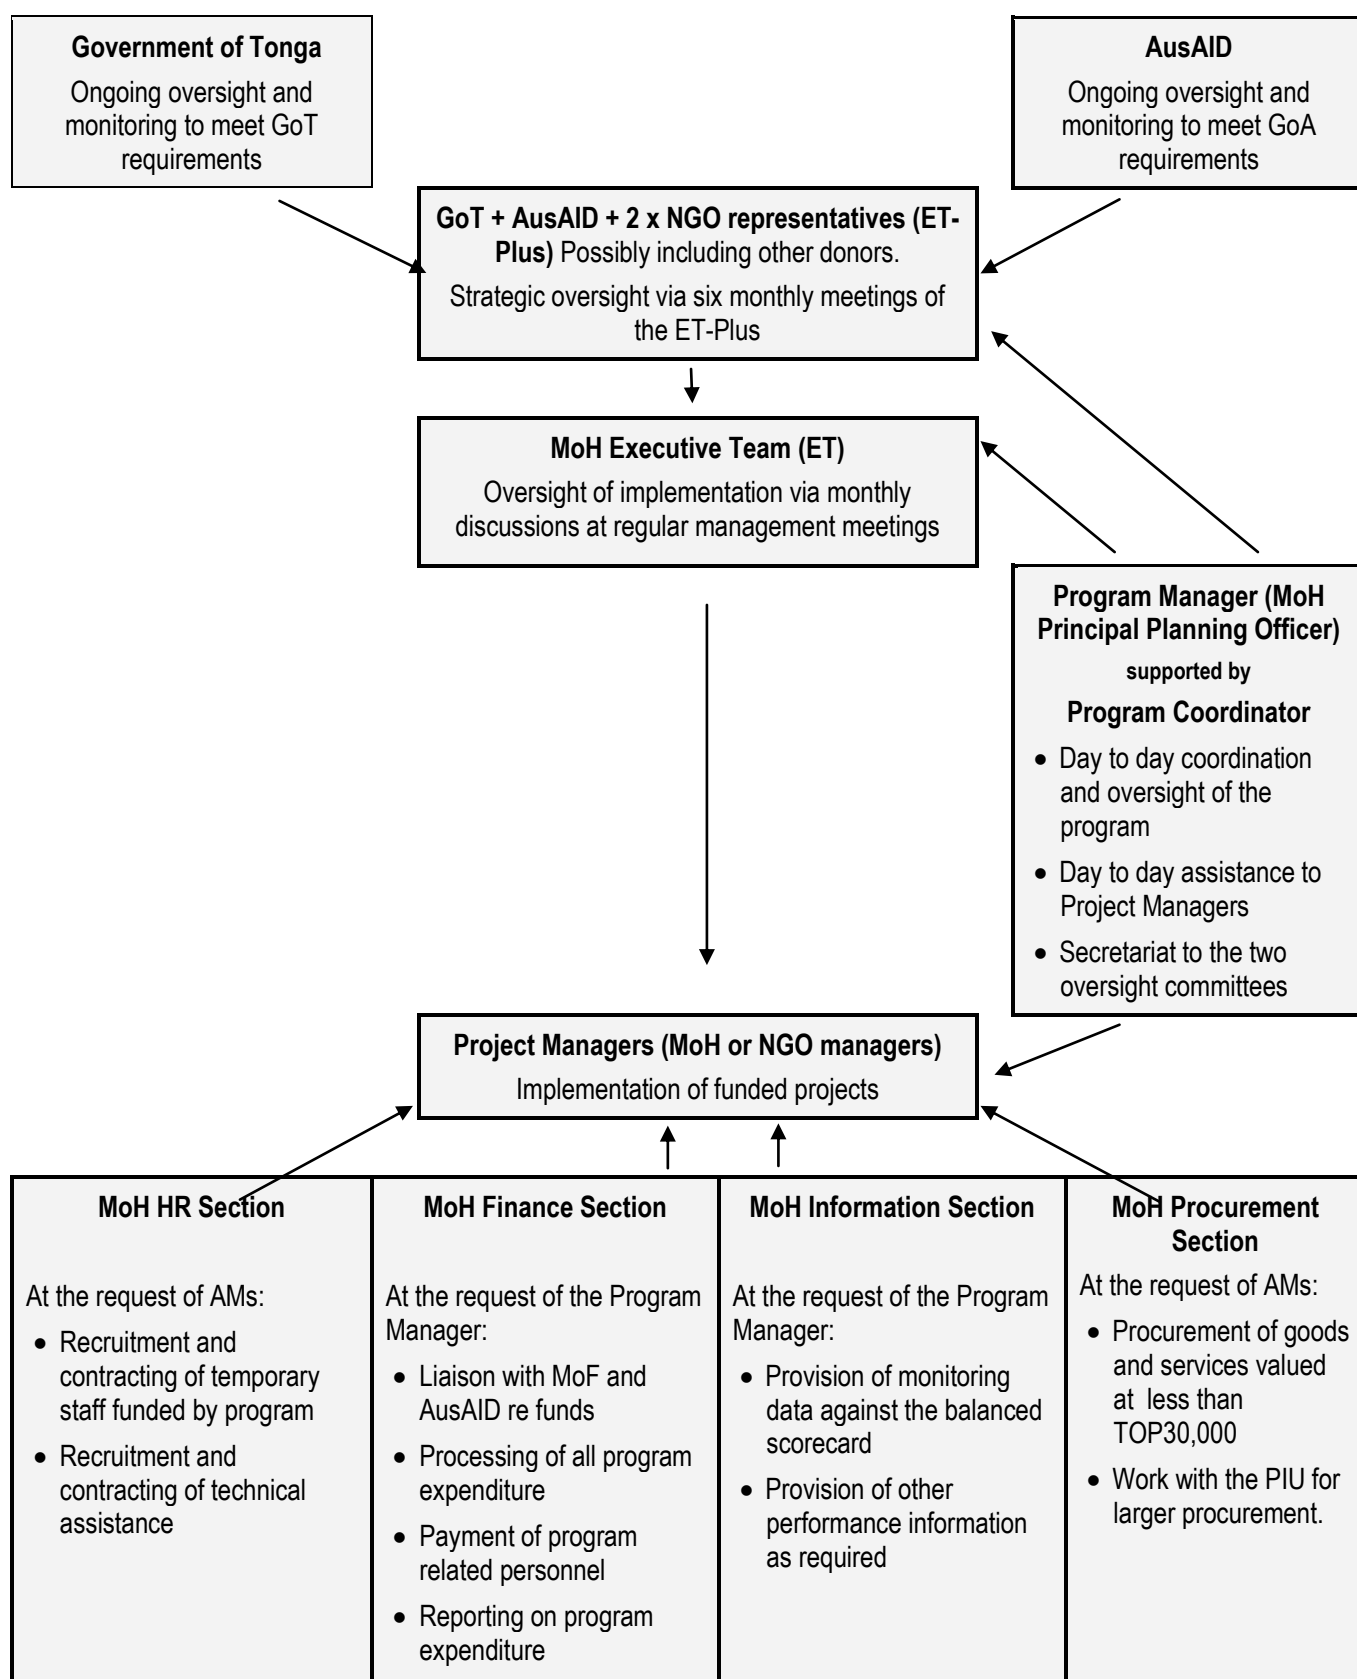 Government of Tonga
Ongoing oversight and
monitoring to meet GoT
requirements
AusAID
Ongoing oversight and
monitoring to meet GoA
requirements
GoT + AusAID + 2 x NGO representatives (ET-
Plus) Possibly including other donors.
Strategic oversight via six monthly meetings of
the ET-Plus
MoH Executive Team (ET)
Oversight of implementation via monthly
discussions at regular management meetings
Program Manager (MoH
Principal Planning Officer)
supported by
Program Coordinator
• Day to day coordination
and oversight of the
program
• Day to day assistance to
Project Managers
• Secretariat to the two
oversight committees
Project Managers (MoH or NGO managers)
Implementation of funded projects
MoH HR Section
At the request of AMs:
• Recruitment and
contracting of temporary
staff funded by program
• Recruitment and
contracting of technical
assistance
MoH Finance Section
At the request of the Program
Manager:
• Liaison with MoF and
AusAID re funds
• Processing of all program
expenditure
• Payment of program
related personnel
• Reporting on program
expenditure
MoH Information Section
At the request of the Program
Manager:
• Provision of monitoring
data against the balanced
scorecard
• Provision of other
performance information
as required
MoH Procurement
Section
At the request of AMs:
• Procurement of goods
and services valued
at less than
TOP30,000
• Work with the PIU for
larger procurement.